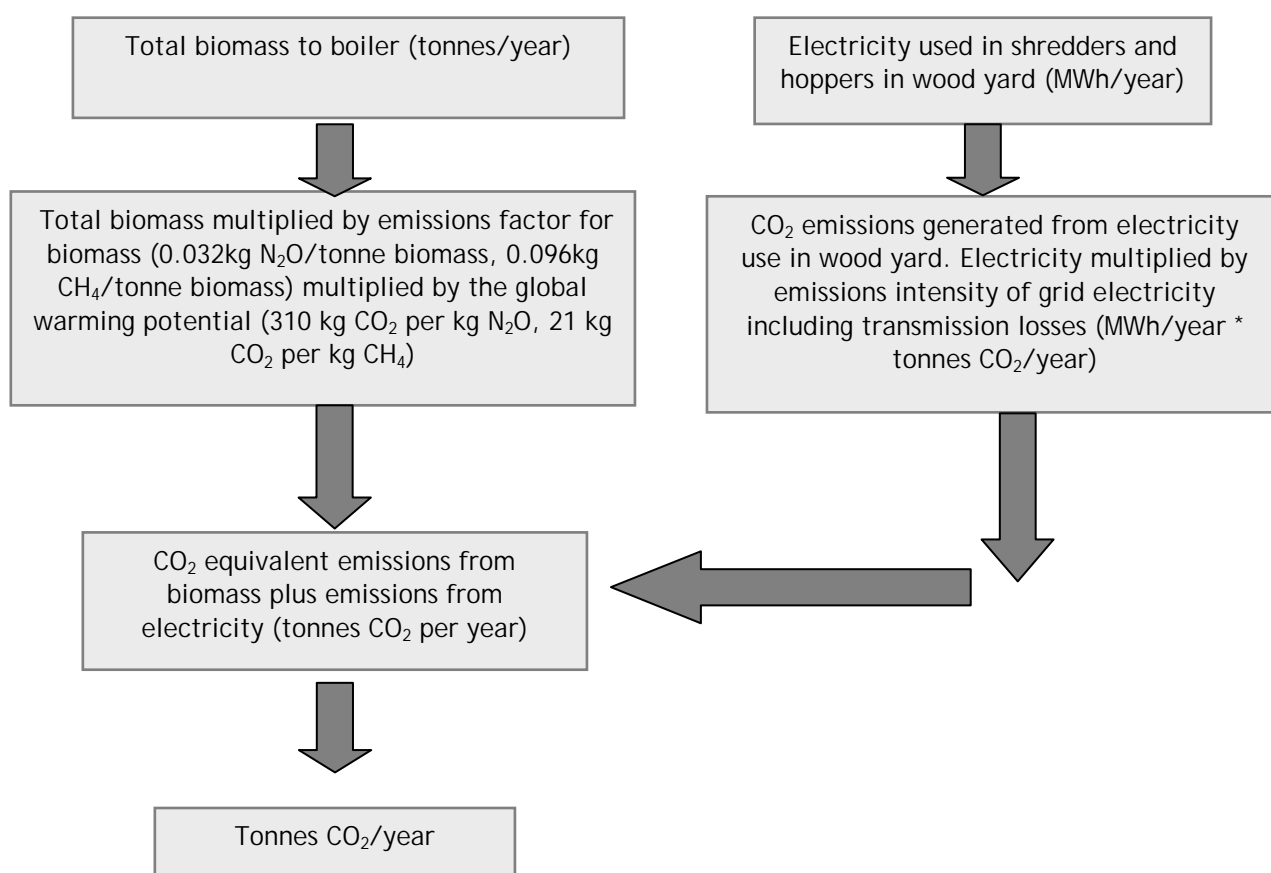 Total biomass to boiler (tonnes/year)
Electricity used in shredders and
hoppers in wood yard (MWh/year)
Total biomass multiplied by emissions factor for
biomass (0.032kg N₂O/tonne biomass, 0.096kg
CH₄/tonne biomass) multiplied by the global
warming potential (310 kg CO₂ per kg N₂O, 21 kg
CO₂ per kg CH₄)
CO₂ emissions generated from electricity
use in wood yard. Electricity multiplied by
emissions intensity of grid electricity
including transmission losses (MWh/year *
tonnes CO₂/year)
CO₂ equivalent emissions from
biomass plus emissions from
electricity (tonnes CO₂ per year)
Tonnes CO₂/year